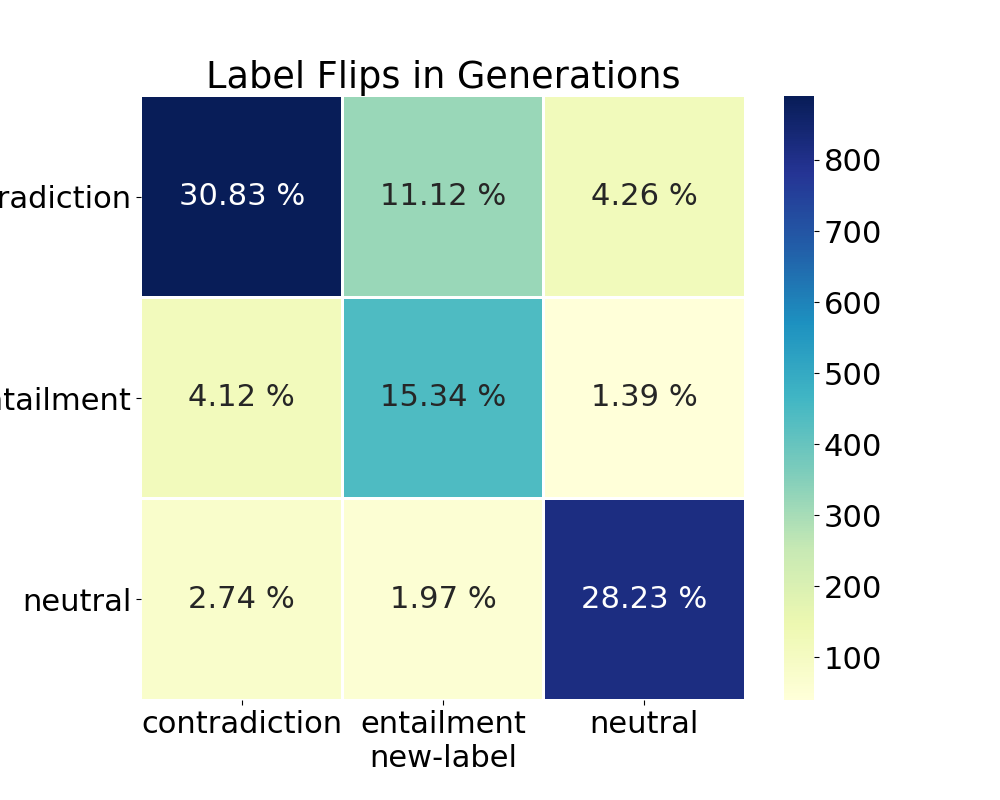 Label Flips in Generations
radiction 30.83 % 11.12 % 4.26 %
tailment 4.12 % 15.34 % 1.39 %
neutral 2.74 % 1.97 % 28.23 %
contradiction entailment neutral
new-label
800
700
600
500
400
300
200
100